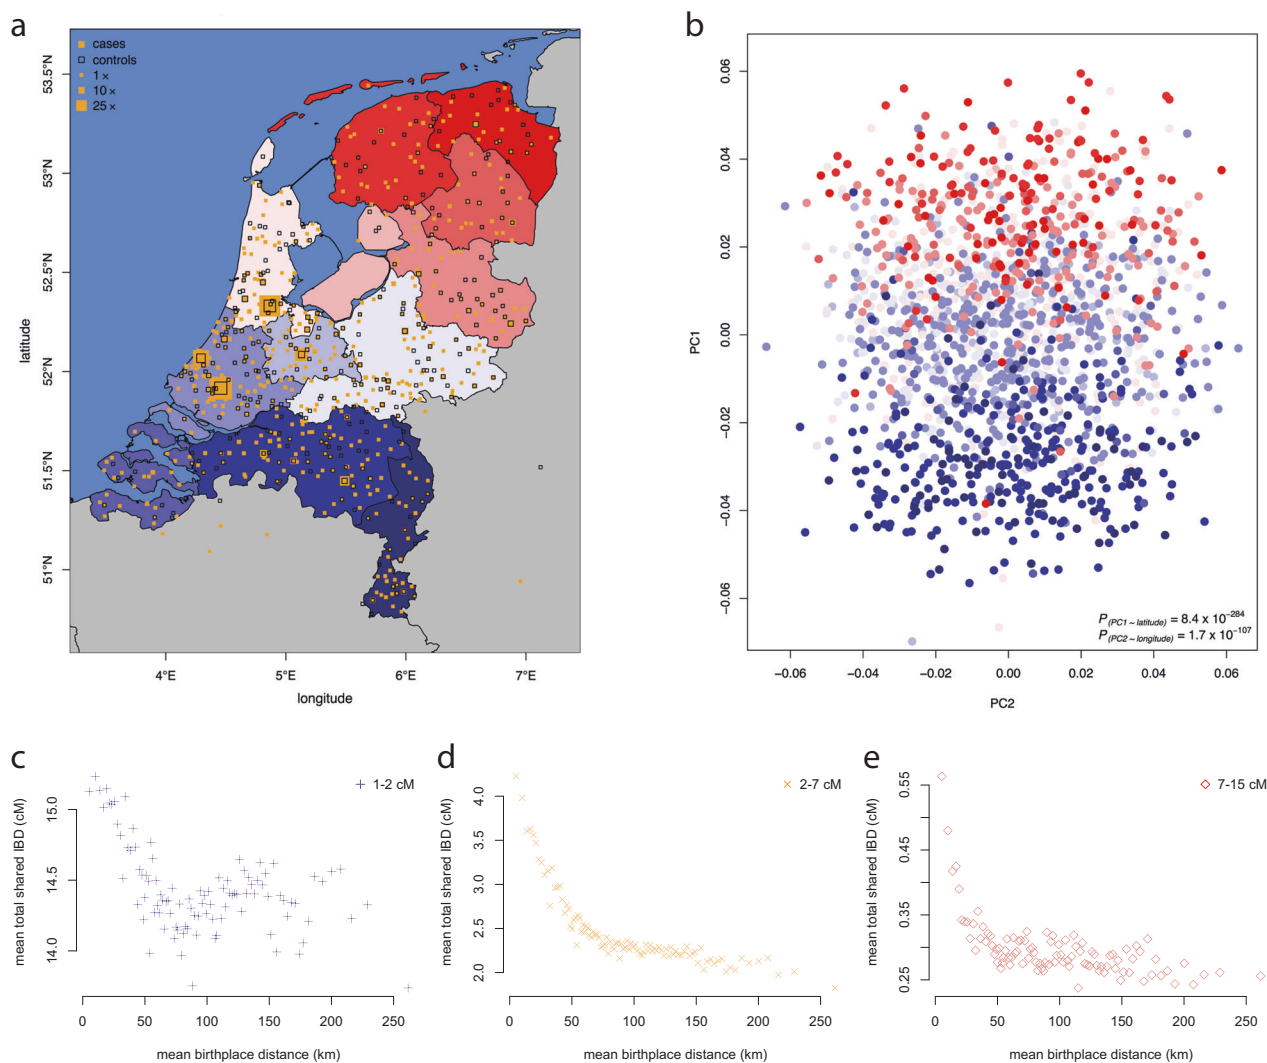 a
cases
controls
1 ×
10 ×
25 ×
53.5°N
53°N
52.5°N
52°N
51.5°N
51°N
latitude
4°E 5°E 6°E 7°E
longitude
b
0.06
0.04
0.02
0.00
−0.02
−0.04
−0.06
PC1
P(PC1 ~ latitude) = 8.4 x 10−284
P(PC2 ~ longitude) = 1.7 x 10−107
−0.06 −0.04 −0.02 0.00 0.02 0.04 0.06
PC2
c
1-2 cM
15.0
14.5
14.0
mean total shared IBD (cM)
0 50 100 150 200 250
mean birthplace distance (km)
d
2-7 cM
4.0
3.5
3.0
2.5
2.0
mean total shared IBD (cM)
0 50 100 150 200 250
mean birthplace distance (km)
e
7-15 cM
0.55
0.45
0.35
0.25
mean total shared IBD (cM)
0 50 100 150 200 250
mean birthplace distance (km)